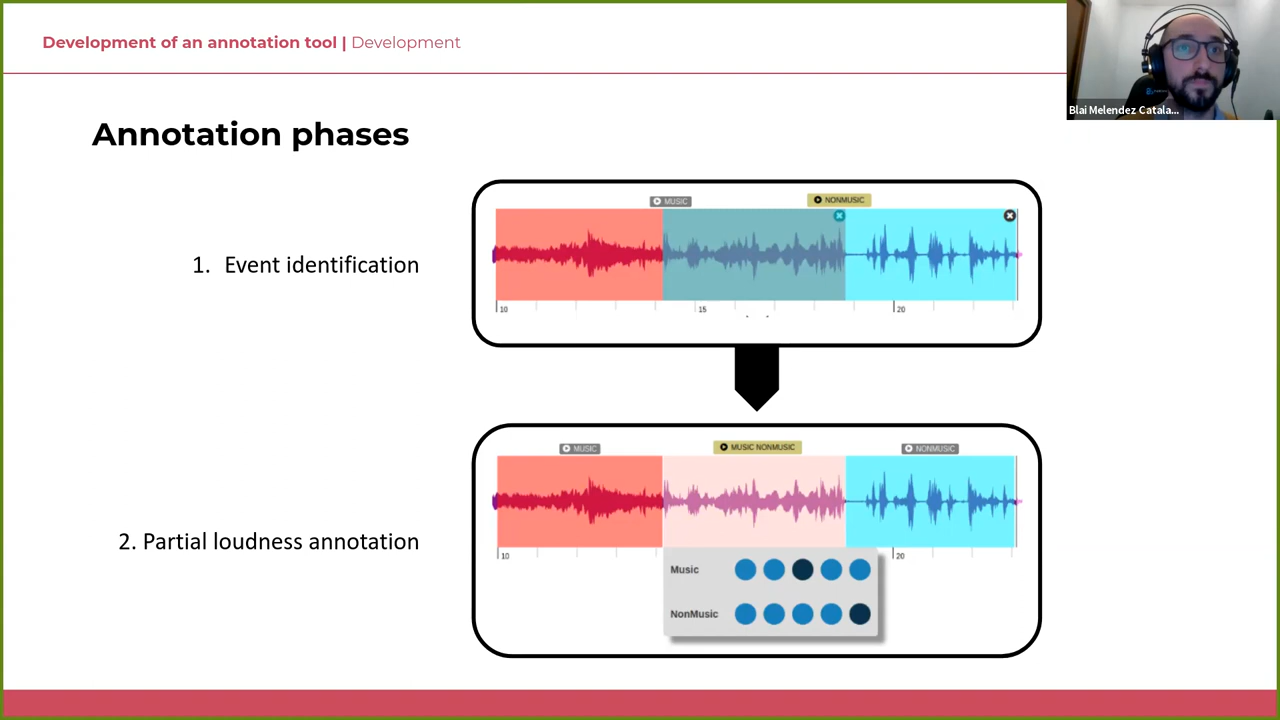 Development of an annotation tool | Development
Blai Melendez Catala...
Annotation phases
MUSIC
NONMUSIC
1. Event identification
10
15
20
MUSIC
MUSIC NONMUSIC
NONMUSIC
2. Partial loudness annotation
10
20
Music
NonMusic